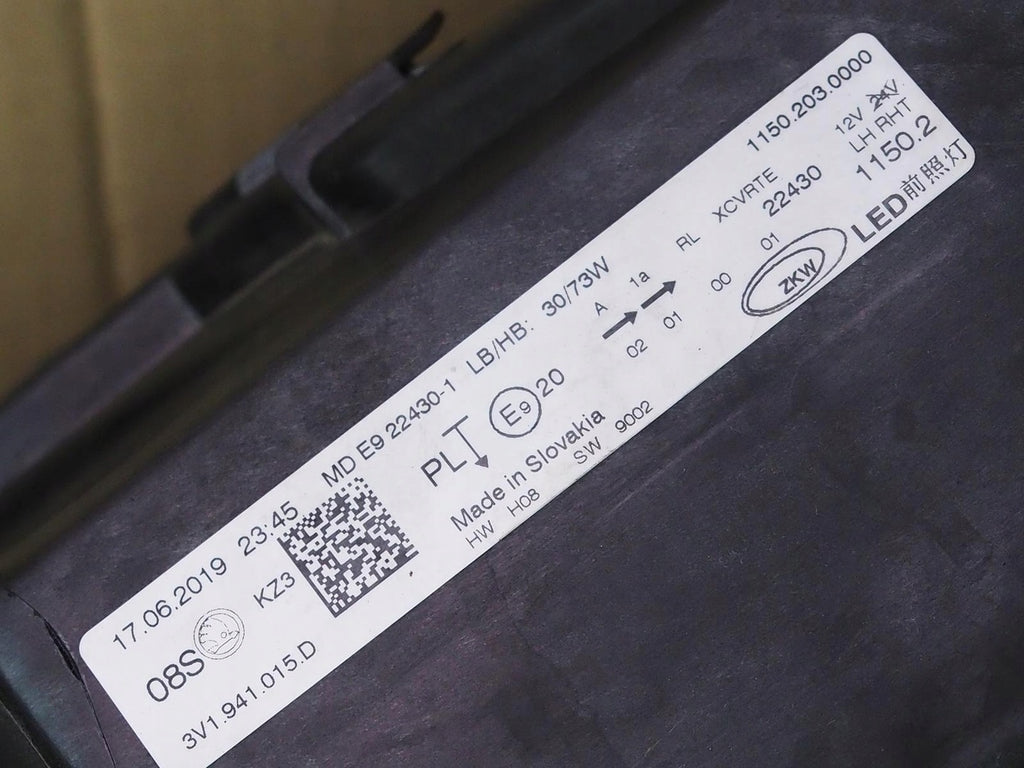 17.06.2019 23:45 MD E9 22430-1 LB/HB: 30/73W
08S KZ3
3V1.941.015.D
PL E9 20
Made in Slovakia
HW H08 SW 9002
A 1a RL XCVRTE 1150.203.0000
02 01 00 01 22430
12V 24V
LH RHT
1150.2
ZKW LED前照灯